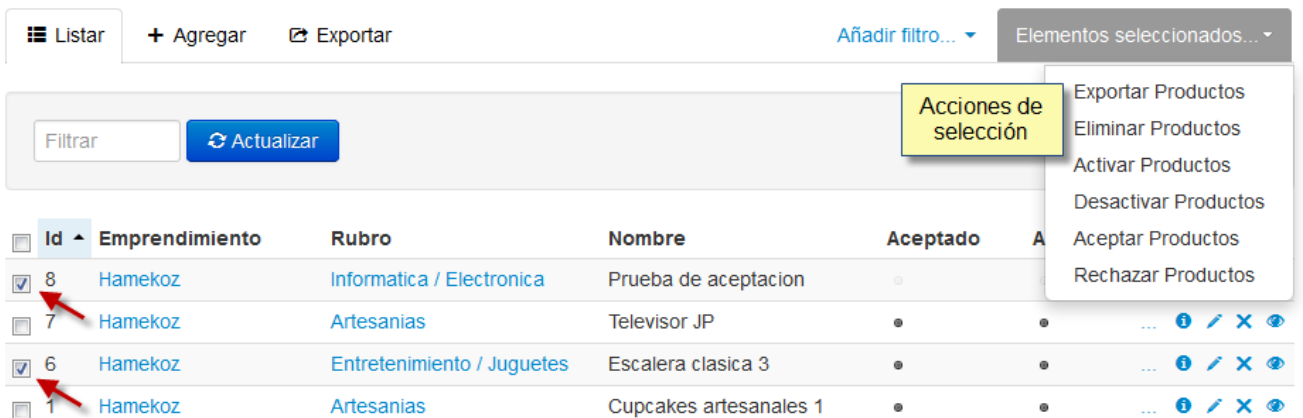 Listar
Agregar
Exportar
Añadir filtro...
Elementos seleccionados...
Exportar Productos
Eliminar Productos
Activar Productos
Desactivar Productos
Aceptar Productos
Rechazar Productos
Acciones de
selección
Filtrar
Actualizar
Id Emprendimiento Rubro Nombre Aceptado A
8 Hamekoz Informatica / Electronica Prueba de aceptacion
7 Hamekoz Artesanias Televisor JP ...
6 Hamekoz Entretenimiento / Juguetes Escalera clasica 3 ...
1 Hamekoz Artesanias Cupcakes artesanales 1 ...